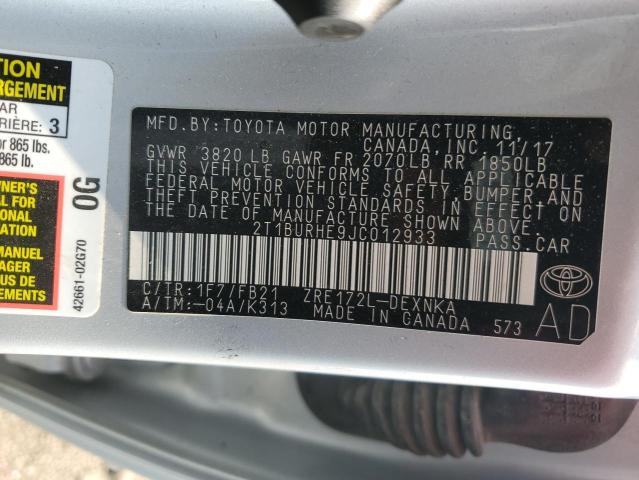 TION
RGEMENT
AR
RIÈRE: 3
or 865 lbs.
865 lb.
WNER'S
FOR
ONAL
ATION
MANUEL
AGER
US DE
0G
42661-02G70
MFD.BY:TOYOTA MOTOR MANUFACTURING,
CANADA, INC. 11/17
GVWR 3820 LB GAWR FR 2070LB RR 1850LB
THIS VEHICLE CONFORMS TO ALL APPLICABLE
FEDERAL MOTOR VEHICLE SAFETY, BUMPER AND
THEFT PREVENTION STANDARDS IN EFFECT ON
THE DATE OF MANUFACTURE SHOWN ABOVE.
2T1BURHE9JC012933 PASS.CAR
C/TR:1F7/FB21 ZRE172L-DEXNKA
A/TM:-04A/K313 MADE IN CANADA 573
AD